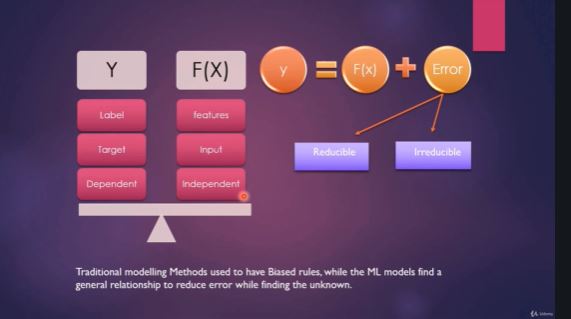 Y
F(X)
y = F(x) + Error
Label
features
Target
Input
Dependent
Independent
Reducible
Irreducible
Traditional modelling Methods used to have Biased rules, while the ML models find a
general relationship to reduce error while finding the unknown.
Udemy